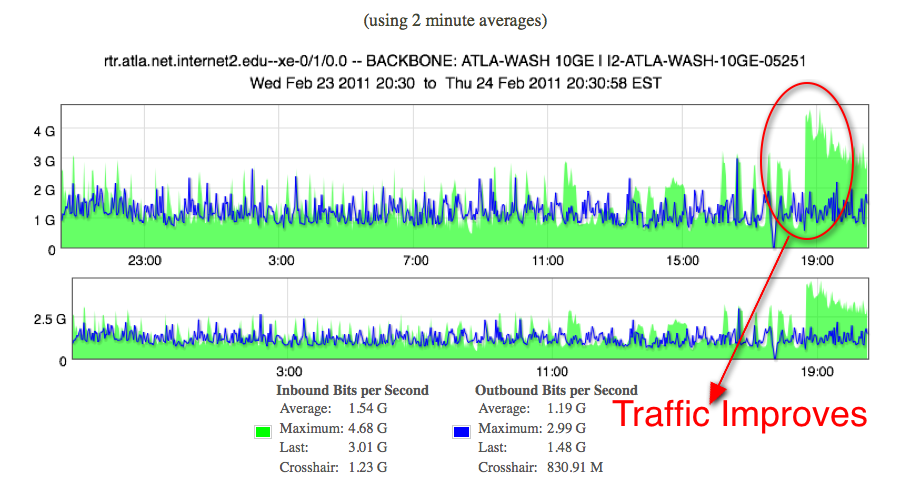 (using 2 minute averages)
rtr.atla.net.internet2.edu--xe-0/1/0.0 -- BACKBONE: ATLA-WASH 10GE | I2-ATLA-WASH-10GE-05251
Wed Feb 23 2011 20:30 to Thu 24 Feb 2011 20:30:58 EST
4 G
3 G
2 G
1 G
0
23:00 3:00 7:00 11:00 15:00 19:00
2.5 G
0
3:00 11:00 19:00
Traffic Improves
Inbound Bits per Second Outbound Bits per Second
Average: 1.54 G Average: 1.19 G
Maximum: 4.68 G Maximum: 2.99 G
Last: 3.01 G Last: 1.48 G
Crosshair: 1.23 G Crosshair: 830.91 M